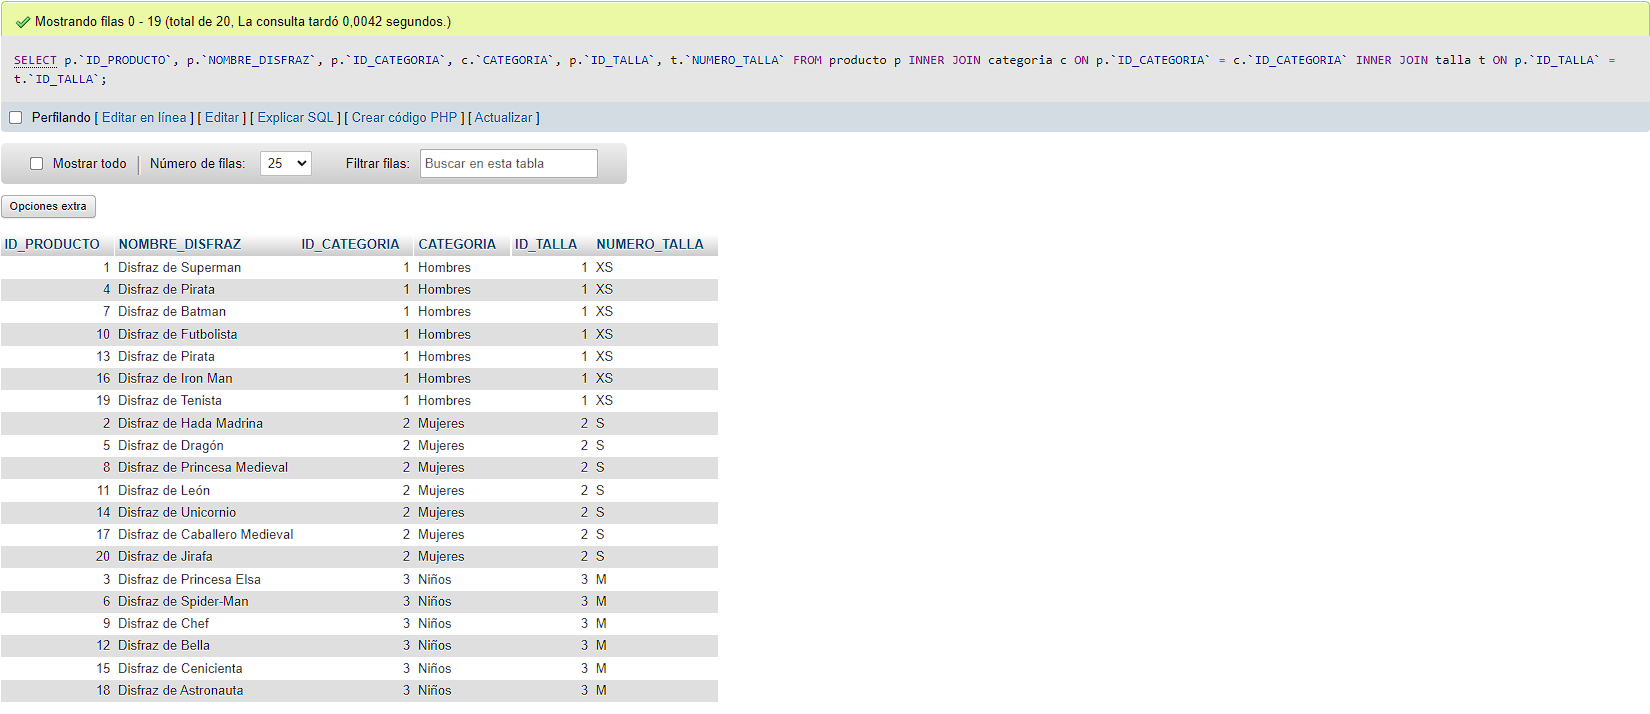 Mostrando filas 0 - 19 (total de 20, La consulta tardó 0,0042 segundos.)
SELECT p.`ID_PRODUCTO`, p.`NOMBRE_DISFRAZ`, p.`ID_CATEGORIA`, c.`CATEGORIA`, p.`ID_TALLA`, t.`NUMERO_TALLA` FROM producto p INNER JOIN categoria c ON p.`ID_CATEGORIA` = c.`ID_CATEGORIA` INNER JOIN talla t ON p.`ID_TALLA` =
t.`ID_TALLA`;
Perfilando [ Editar en línea ] [ Editar ] [ Explicar SQL ] [ Crear código PHP ] [ Actualizar ]
Mostrar todo Número de filas: 25 Filtrar filas: Buscar en esta tabla
Opciones extra
ID_PRODUCTO NOMBRE_DISFRAZ ID_CATEGORIA CATEGORIA ID_TALLA NUMERO_TALLA
1 Disfraz de Superman 1 Hombres 1 XS
4 Disfraz de Pirata 1 Hombres 1 XS
7 Disfraz de Batman 1 Hombres 1 XS
10 Disfraz de Futbolista 1 Hombres 1 XS
13 Disfraz de Pirata 1 Hombres 1 XS
16 Disfraz de Iron Man 1 Hombres 1 XS
19 Disfraz de Tenista 1 Hombres 1 XS
2 Disfraz de Hada Madrina 2 Mujeres 2 S
5 Disfraz de Dragón 2 Mujeres 2 S
8 Disfraz de Princesa Medieval 2 Mujeres 2 S
11 Disfraz de León 2 Mujeres 2 S
14 Disfraz de Unicornio 2 Mujeres 2 S
17 Disfraz de Caballero Medieval 2 Mujeres 2 S
20 Disfraz de Jirafa 2 Mujeres 2 S
3 Disfraz de Princesa Elsa 3 Niños 3 M
6 Disfraz de Spider-Man 3 Niños 3 M
9 Disfraz de Chef 3 Niños 3 M
12 Disfraz de Bella 3 Niños 3 M
15 Disfraz de Cenicienta 3 Niños 3 M
18 Disfraz de Astronauta 3 Niños 3 M